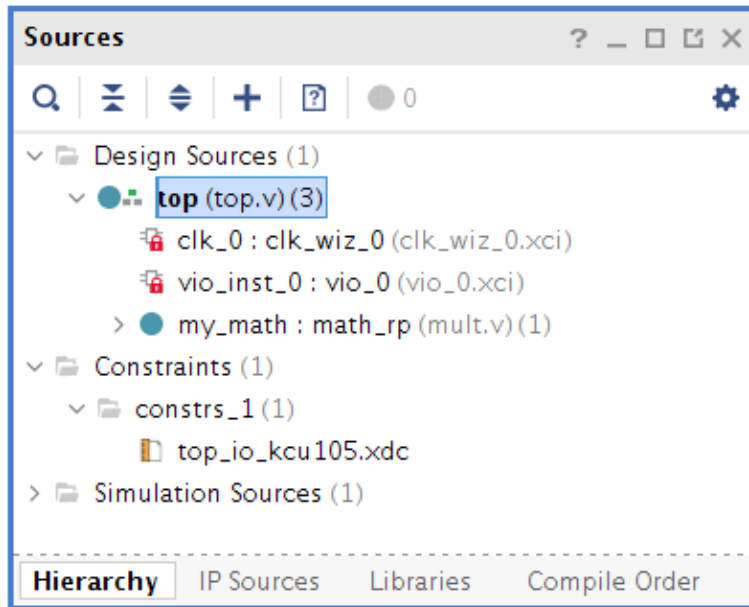 Sources
0
Design Sources (1)
top (top.v) (3)
clk_0 : clk_wiz_0 (clk_wiz_0.xci)
vio_inst_0 : vio_0 (vio_0.xci)
my_math : math_rp (mult.v) (1)
Constraints (1)
constrs_1 (1)
top_io_kcu105.xdc
Simulation Sources (1)
Hierarchy IP Sources Libraries Compile Order